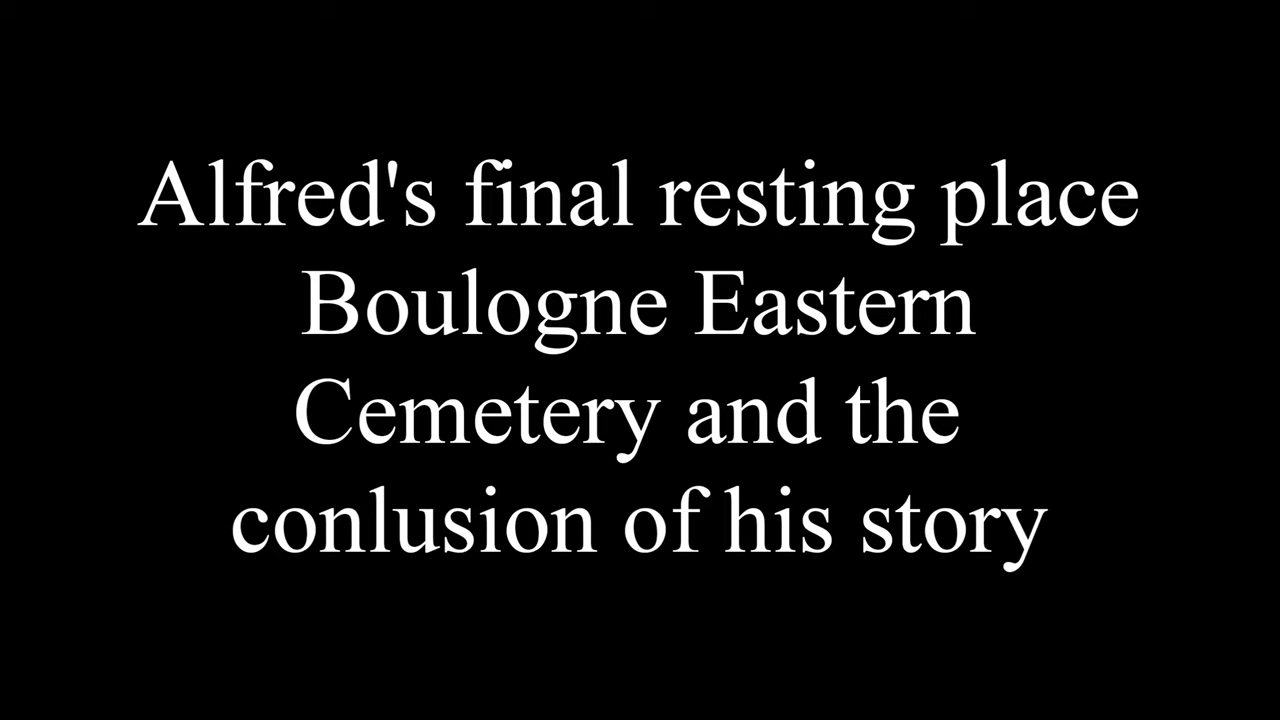 Alfred's final resting place
Boulogne Eastern
Cemetery and the
conlusion of his story